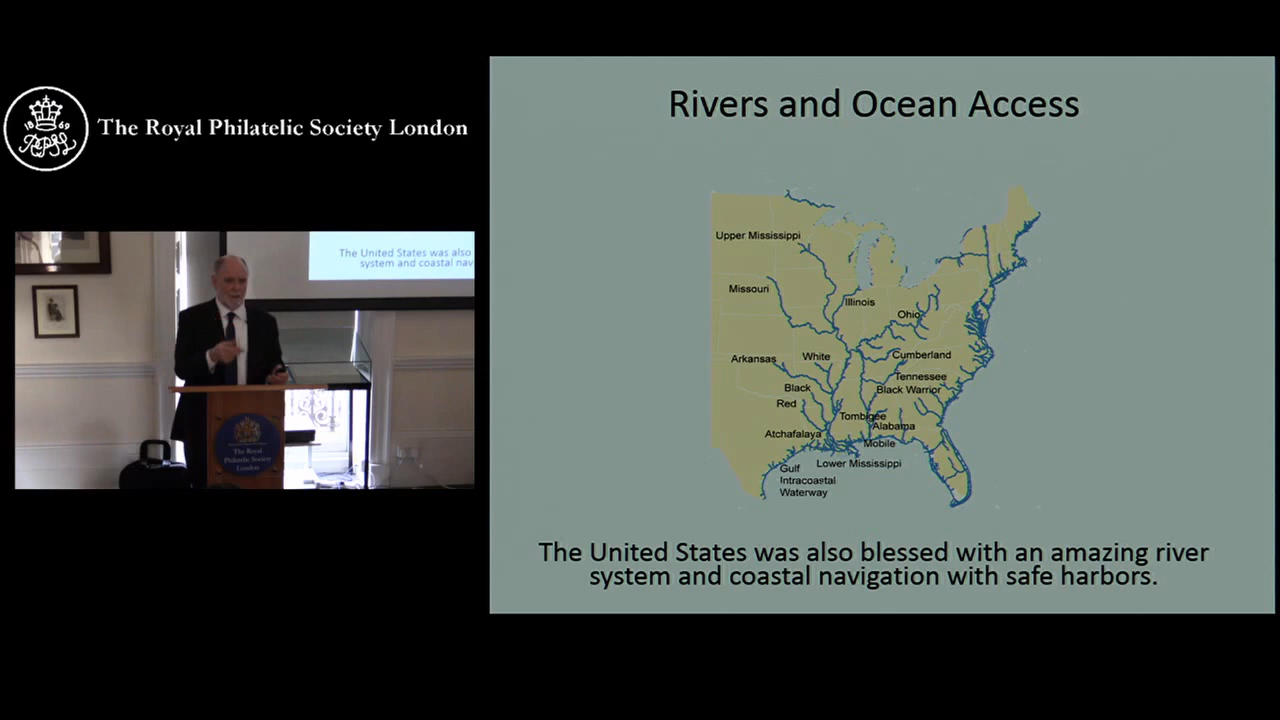 1869
The Royal Philatelic Society London
The United States was also
system and coastal nav
The Royal
Philatelic Society
London
Rivers and Ocean Access
Upper Mississippi
Missouri
Illinois
Ohio
Arkansas
White
Cumberland
Tennessee
Black
Black Warrior
Red
Tombigee
Alabama
Atchafalaya
Mobile
Lower Mississippi
Gulf
Intracoastal
Waterway
The United States was also blessed with an amazing river
system and coastal navigation with safe harbors.